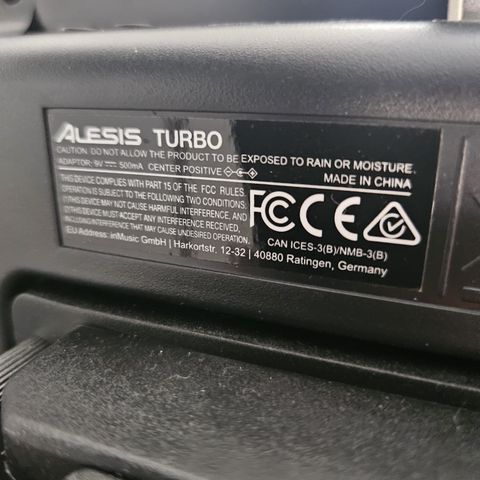 ALESIS TURBO
CAUTION: DO NOT ALLOW THE PRODUCT TO BE EXPOSED TO RAIN OR MOISTURE.
ADAPTOR: 9V 500mA CENTER POSITIVE
MADE IN CHINA
THIS DEVICE COMPLIES WITH PART 15 OF THE FCC RULES.
OPERATION IS SUBJECT TO THE FOLLOWING TWO CONDITIONS:
(1)THIS DEVICE MAY NOT CAUSE HARMFUL INTERFERENCE, AND
(2)THIS DEVICE MUST ACCEPT ANY INTERFERENCE RECEIVED,
INCLUDING INTERFERENCE THAT MAY CAUSE UNDESIRED OPERATION.
FC CE
CAN ICES-3(B)/NMB-3(B)
EU Address: inMusic GmbH | Harkortstr. 12-32 | 40880 Ratingen, Germany